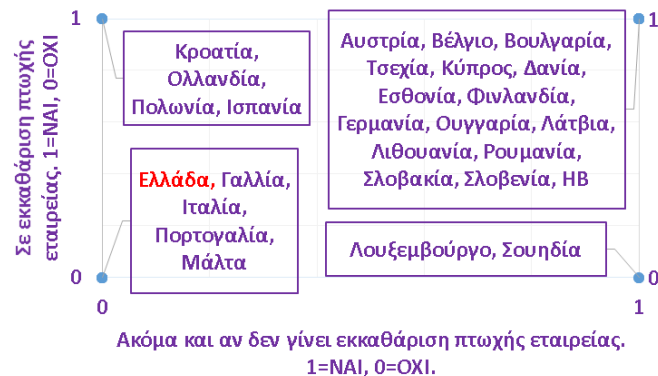 Σε εκκαθάριση πτωχής
εταιρείας, 1=ΝΑΙ, 0=ΟΧΙ
1
Κροατία,
Ολλανδία,
Πολωνία, Ισπανία
Αυστρία, Βέλγιο, Βουλγαρία,
Τσεχία, Κύπρος, Δανία,
Εσθονία, Φινλανδία,
Γερμανία, Ουγγαρία, Λάτβια,
Λιθουανία, Ρουμανία,
Σλοβακία, Σλοβενία, ΗΒ
1
Ελλάδα, Γαλλία,
Ιταλία,
Πορτογαλία,
Μάλτα
Λουξεμβούργο, Σουηδία
0
0
0
1
Ακόμα και αν δεν γίνει εκκαθάριση πτωχής εταιρείας.
1=ΝΑΙ, 0=ΟΧΙ.